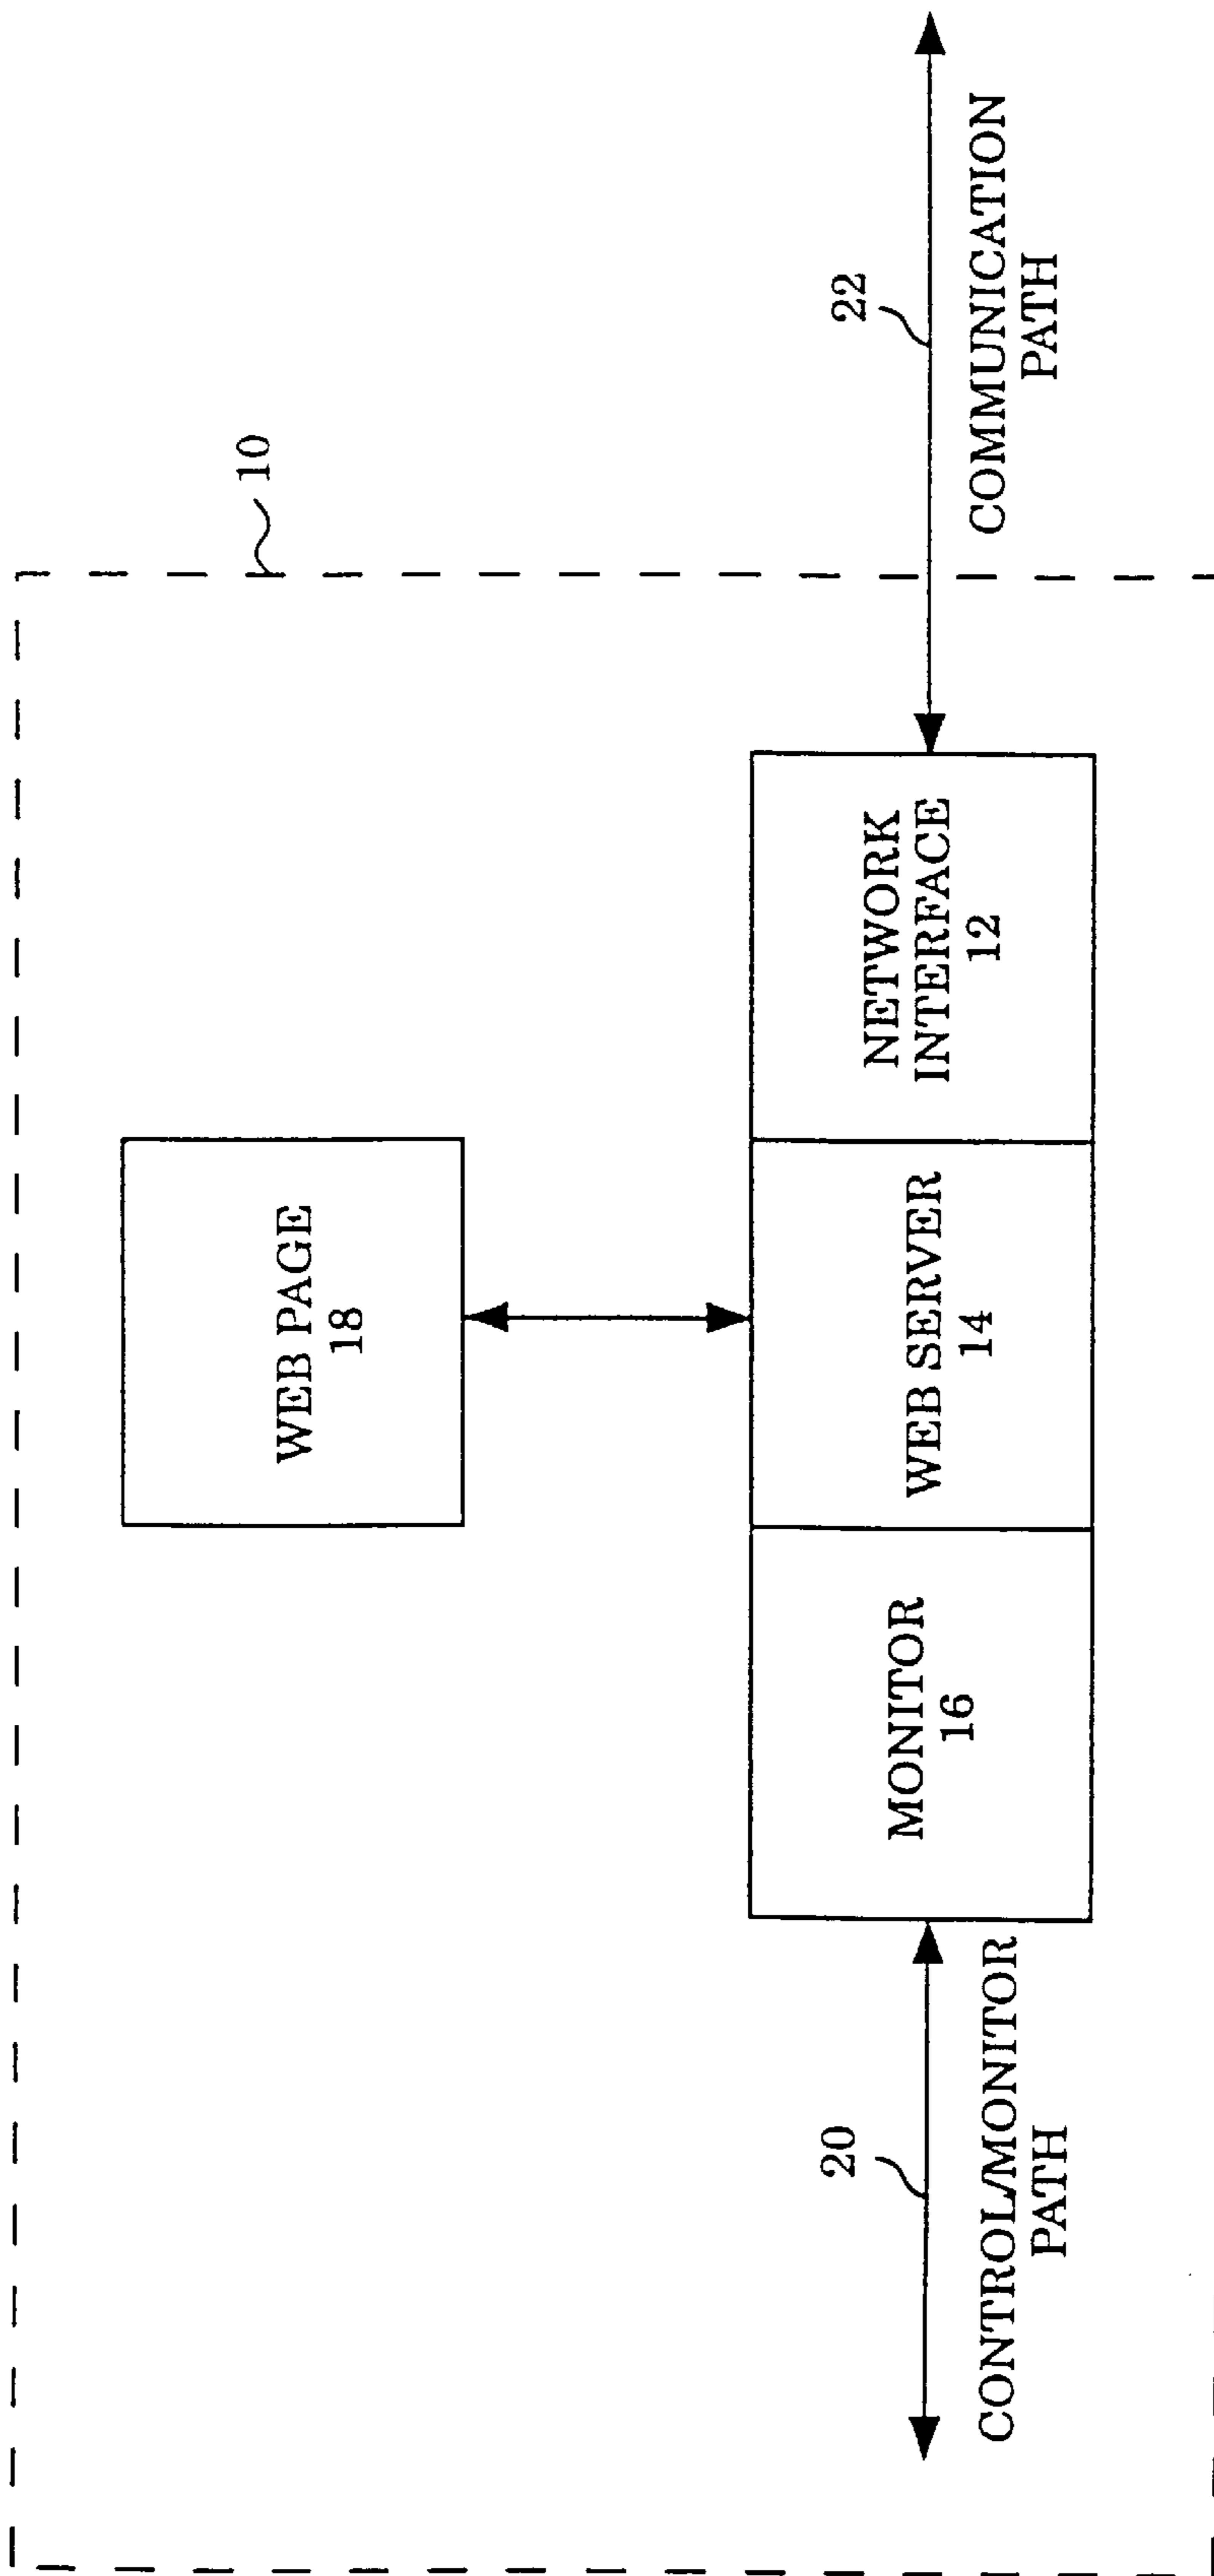 10
WEB PAGE
18
20
CONTROL/MONITOR
PATH
MONITOR
16
WEB SERVER
14
NETWORK
INTERFACE
12
22
COMMUNICATION
PATH